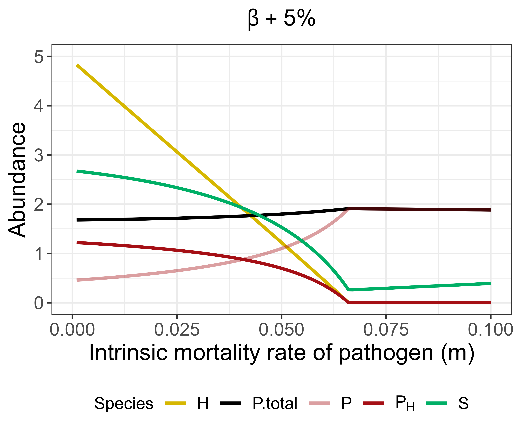 β + 5%
Abundance
5
4
3
2
1
0
0.000 0.025 0.050 0.075 0.100
Intrinsic mortality rate of pathogen (m)
Species H P.total P P_H S